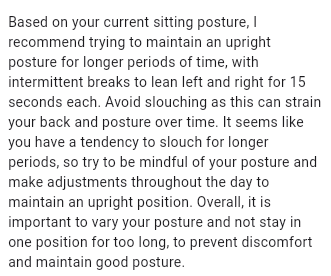 Based on your current sitting posture, I
recommend trying to maintain an upright
posture for longer periods of time, with
intermittent breaks to lean left and right for 15
seconds each. Avoid slouching as this can strain
your back and posture over time. It seems like
you have a tendency to slouch for longer
periods, so try to be mindful of your posture and
make adjustments throughout the day to
maintain an upright position. Overall, it is
important to vary your posture and not stay in
one position for too long, to prevent discomfort
and maintain good posture.